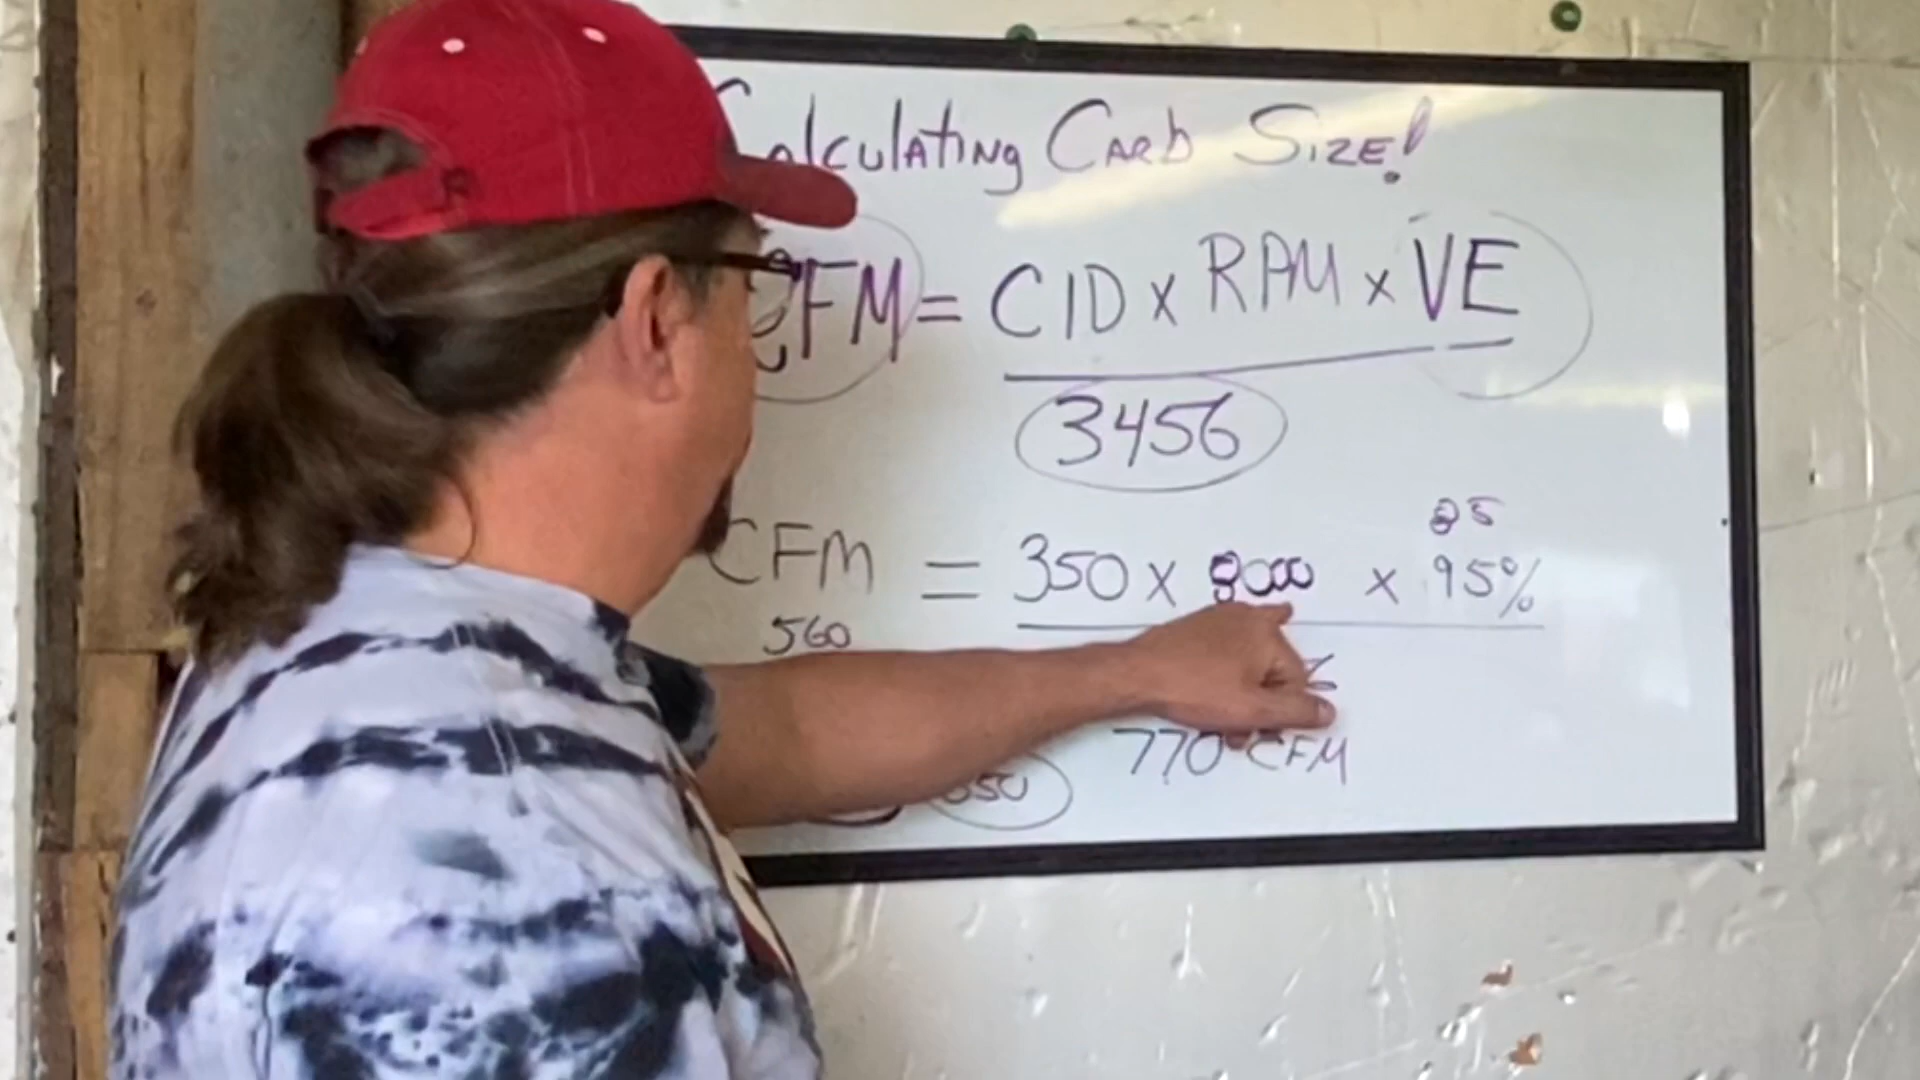 Calculating Carb Size!
CFM = CID x RPM x VE
3456
85
CFM = 350 x 8000 x 95%
560
770 CFM